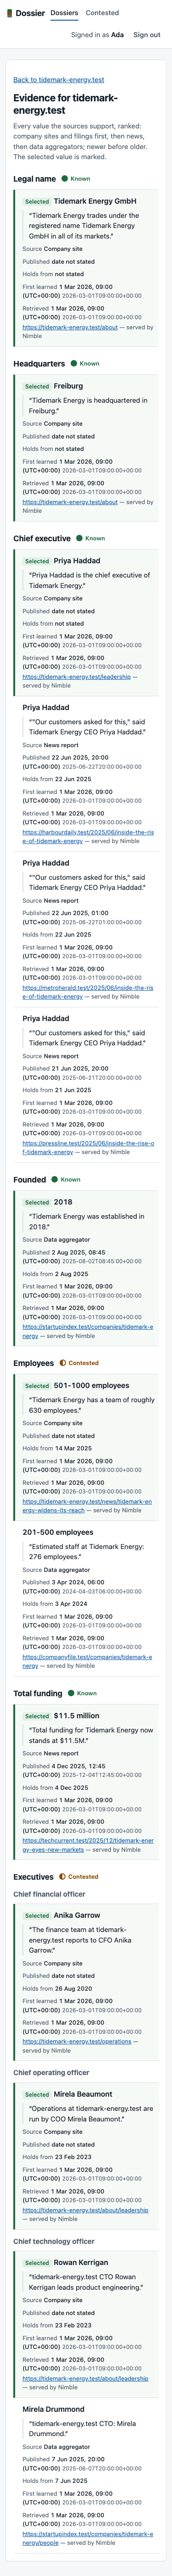 Dossier Dossiers Contested
Signed in as Ada Sign out
Back to tidemark-energy.test
Evidence for tidemark-
energy.test
Every value the sources support, ranked:
company sites and filings first, then news,
then data aggregators; newer before older.
The selected value is marked.
Legal name Known
Selected Tidemark Energy GmbH
“Tidemark Energy trades under the
registered name Tidemark Energy
GmbH in all of its markets.”
Source Company site
Published date not stated
Holds from not stated
First learned 1 Mar 2026, 09:00
(UTC+00:00) 2026-03-01T09:00:00+00:00
Retrieved 1 Mar 2026, 09:00
(UTC+00:00) 2026-03-01T09:00:00+00:00
https://tidemark-energy.test/about — served by
Nimble
Headquarters Known
Selected Freiburg
“Tidemark Energy is headquartered in
Freiburg.”
Source Company site
Published date not stated
Holds from not stated
First learned 1 Mar 2026, 09:00
(UTC+00:00) 2026-03-01T09:00:00+00:00
Retrieved 1 Mar 2026, 09:00
(UTC+00:00) 2026-03-01T09:00:00+00:00
https://tidemark-energy.test/about — served by
Nimble
Chief executive Known
Selected Priya Haddad
“Priya Haddad is the chief executive of
Tidemark Energy.”
Source Company site
Published date not stated
Holds from not stated
First learned 1 Mar 2026, 09:00
(UTC+00:00) 2026-03-01T09:00:00+00:00
Retrieved 1 Mar 2026, 09:00
(UTC+00:00) 2026-03-01T09:00:00+00:00
https://tidemark-energy.test/leadership —
served by Nimble
Priya Haddad
“"Our customers asked for this," said
Tidemark Energy CEO Priya Haddad.”
Source News report
Published 22 Jun 2025, 20:00
(UTC+00:00) 2025-06-22T20:00:00+00:00
Holds from 22 Jun 2025
First learned 1 Mar 2026, 09:00
(UTC+00:00) 2026-03-01T09:00:00+00:00
Retrieved 1 Mar 2026, 09:00
(UTC+00:00) 2026-03-01T09:00:00+00:00
https://harbourdaily.test/2025/06/inside-the-ris
e-of-tidemark-energy — served by Nimble
Priya Haddad
“"Our customers asked for this," said
Tidemark Energy CEO Priya Haddad.”
Source News report
Published 22 Jun 2025, 01:00
(UTC+00:00) 2025-06-22T01:00:00+00:00
Holds from 22 Jun 2025
First learned 1 Mar 2026, 09:00
(UTC+00:00) 2026-03-01T09:00:00+00:00
Retrieved 1 Mar 2026, 09:00
(UTC+00:00) 2026-03-01T09:00:00+00:00
https://metroherald.test/2025/06/inside-the-ris
e-of-tidemark-energy — served by Nimble
Priya Haddad
“"Our customers asked for this," said
Tidemark Energy CEO Priya Haddad.”
Source News report
Published 21 Jun 2025, 20:00
(UTC+00:00) 2025-06-21T20:00:00+00:00
Holds from 21 Jun 2025
First learned 1 Mar 2026, 09:00
(UTC+00:00) 2026-03-01T09:00:00+00:00
Retrieved 1 Mar 2026, 09:00
(UTC+00:00) 2026-03-01T09:00:00+00:00
https://pressline.test/2025/06/inside-the-rise-o
f-tidemark-energy — served by Nimble
Founded Known
Selected 2018
“Tidemark Energy was established in
2018.”
Source Data aggregator
Published 2 Aug 2025, 08:45
(UTC+00:00) 2025-08-02T08:45:00+00:00
Holds from 2 Aug 2025
First learned 1 Mar 2026, 09:00
(UTC+00:00) 2026-03-01T09:00:00+00:00
Retrieved 1 Mar 2026, 09:00
(UTC+00:00) 2026-03-01T09:00:00+00:00
https://startupindex.test/companies/tidemark-e
nergy — served by Nimble
Employees Contested
Selected 501-1000 employees
“Tidemark Energy has a team of roughly
630 employees.”
Source Company site
Published date not stated
Holds from 14 Mar 2025
First learned 1 Mar 2026, 09:00
(UTC+00:00) 2026-03-01T09:00:00+00:00
Retrieved 1 Mar 2026, 09:00
(UTC+00:00) 2026-03-01T09:00:00+00:00
https://tidemark-energy.test/news/tidemark-en
ergy-widens-its-reach — served by Nimble
201-500 employees
“Estimated staff at Tidemark Energy:
276 employees.”
Source Data aggregator
Published 3 Apr 2024, 06:00
(UTC+00:00) 2024-04-03T06:00:00+00:00
Holds from 3 Apr 2024
First learned 1 Mar 2026, 09:00
(UTC+00:00) 2026-03-01T09:00:00+00:00
Retrieved 1 Mar 2026, 09:00
(UTC+00:00) 2026-03-01T09:00:00+00:00
https://companyfile.test/companies/tidemark-e
nergy — served by Nimble
Total funding Known
Selected $11.5 million
“Total funding for Tidemark Energy now
stands at $11.5M.”
Source News report
Published 4 Dec 2025, 12:45
(UTC+00:00) 2025-12-04T12:45:00+00:00
Holds from 4 Dec 2025
First learned 1 Mar 2026, 09:00
(UTC+00:00) 2026-03-01T09:00:00+00:00
Retrieved 1 Mar 2026, 09:00
(UTC+00:00) 2026-03-01T09:00:00+00:00
https://techcurrent.test/2025/12/tidemark-ener
gy-eyes-new-markets — served by Nimble
Executives Contested
Chief financial officer
Selected Anika Garrow
“The finance team at tidemark-
energy.test reports to CFO Anika
Garrow.”
Source Company site
Published date not stated
Holds from 26 Aug 2020
First learned 1 Mar 2026, 09:00
(UTC+00:00) 2026-03-01T09:00:00+00:00
Retrieved 1 Mar 2026, 09:00
(UTC+00:00) 2026-03-01T09:00:00+00:00
https://tidemark-energy.test/operations —
served by Nimble
Chief operating officer
Selected Mirela Beaumont
“Operations at tidemark-energy.test are
run by COO Mirela Beaumont.”
Source Company site
Published date not stated
Holds from 23 Feb 2023
First learned 1 Mar 2026, 09:00
(UTC+00:00) 2026-03-01T09:00:00+00:00
Retrieved 1 Mar 2026, 09:00
(UTC+00:00) 2026-03-01T09:00:00+00:00
https://tidemark-energy.test/about/leadership
— served by Nimble
Chief technology officer
Selected Rowan Kerrigan
“tidemark-energy.test CTO Rowan
Kerrigan leads product engineering.”
Source Company site
Published date not stated
Holds from 23 Feb 2023
First learned 1 Mar 2026, 09:00
(UTC+00:00) 2026-03-01T09:00:00+00:00
Retrieved 1 Mar 2026, 09:00
(UTC+00:00) 2026-03-01T09:00:00+00:00
https://tidemark-energy.test/about/leadership
— served by Nimble
Mirela Drummond
“tidemark-energy.test CTO: Mirela
Drummond.”
Source Data aggregator
Published 7 Jun 2025, 20:00
(UTC+00:00) 2025-06-07T20:00:00+00:00
Holds from 7 Jun 2025
First learned 1 Mar 2026, 09:00
(UTC+00:00) 2026-03-01T09:00:00+00:00
Retrieved 1 Mar 2026, 09:00
(UTC+00:00) 2026-03-01T09:00:00+00:00
https://startupindex.test/companies/tidemark-e
nergy/people — served by Nimble